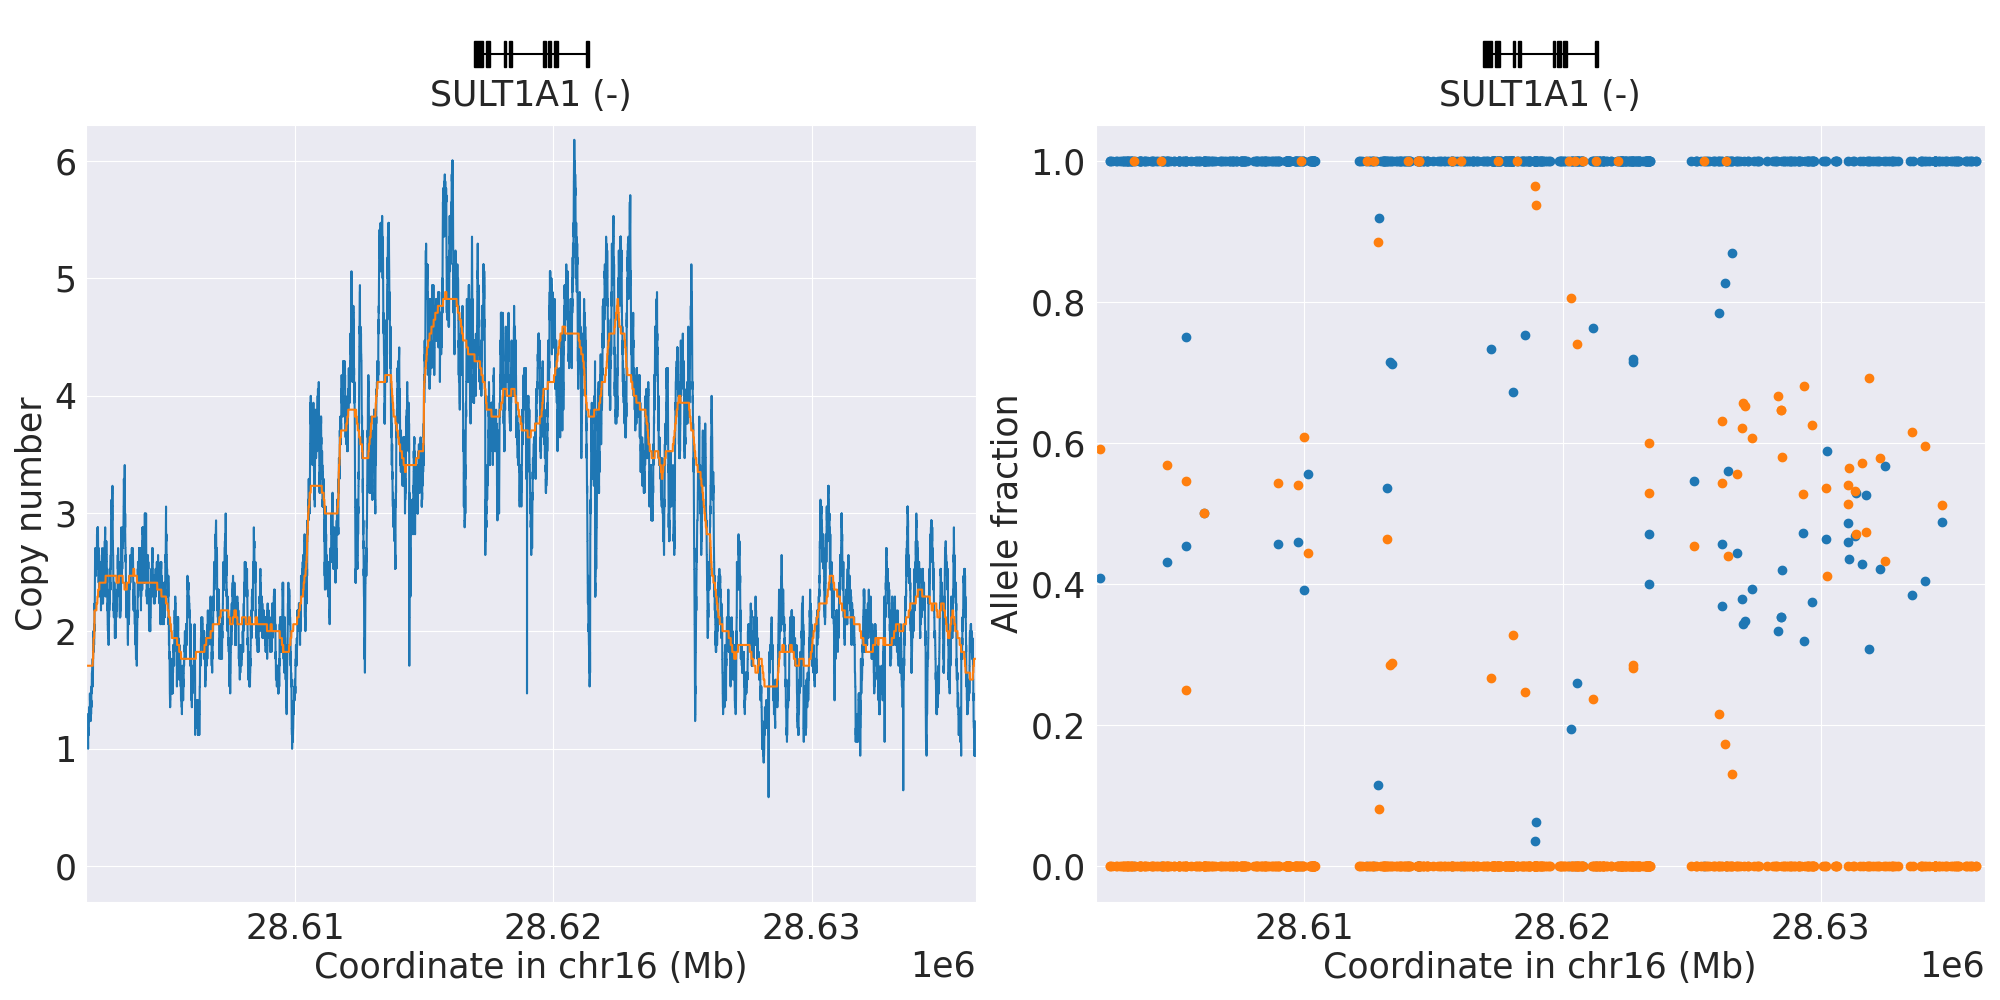 SULT1A1 (-)
Copy number
6
5
4
3
2
1
0
28.61
28.62
28.63
Coordinate in chr16 (Mb)
1e6
SULT1A1 (-)
Allele fraction
1.0
0.8
0.6
0.4
0.2
0.0
28.61
28.62
28.63
Coordinate in chr16 (Mb)
1e6